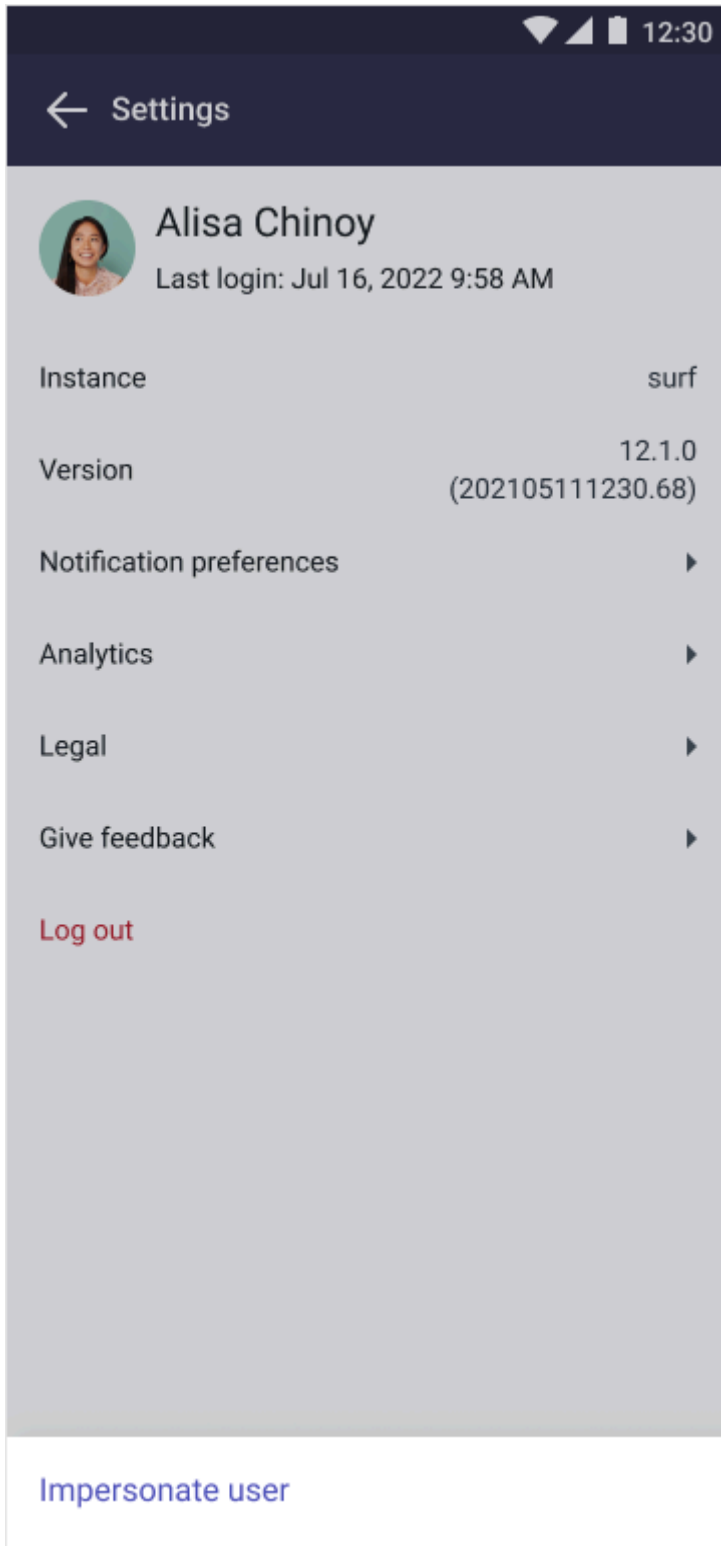 12:30
Settings
Alisa Chinoy
Last login: Jul 16, 2022 9:58 AM
Instance surf
Version 12.1.0
(202105111230.68)
Notification preferences
Analytics
Legal
Give feedback
Log out
Impersonate user